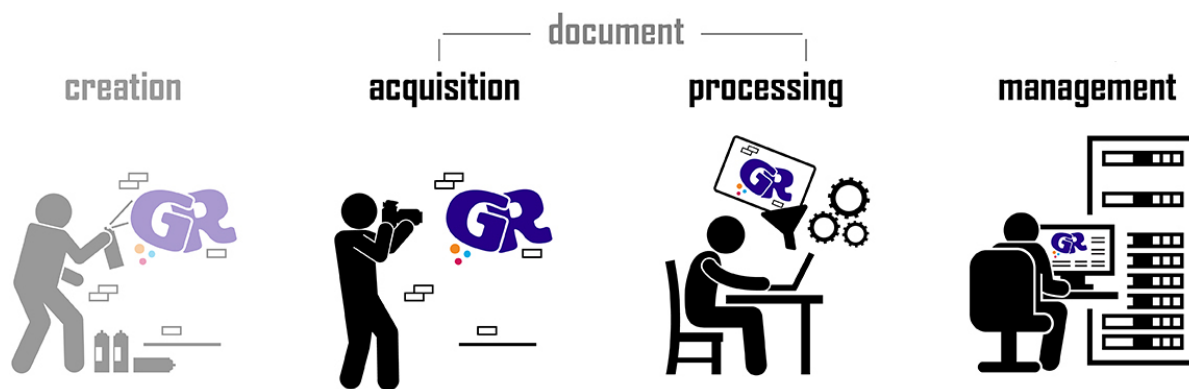 document
creation
acquisition
processing
management
GR
GR
GR
GR